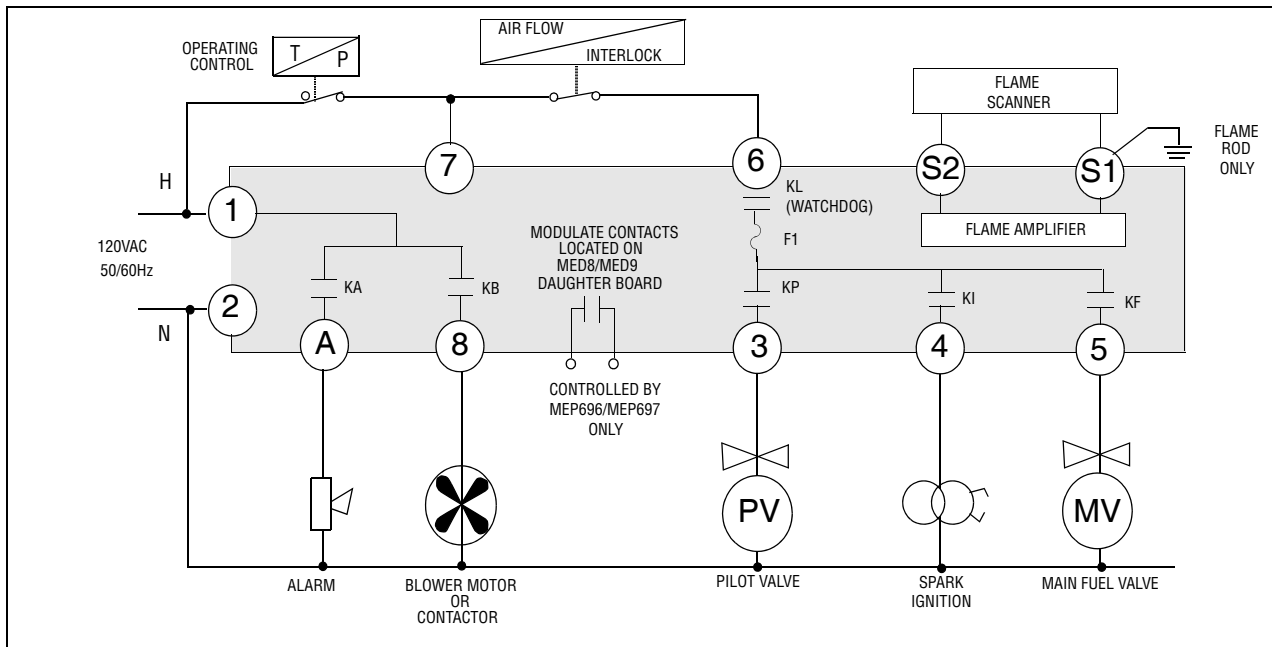 AIR FLOW
INTERLOCK
OPERATING
CONTROL
T
P
FLAME
SCANNER
FLAME
ROD
ONLY
7
6
S2
S1
H
1
KL
(WATCHDOG)
F1
FLAME AMPLIFIER
120VAC
50/60Hz
MODULATE CONTACTS
LOCATED ON
MED8/MED9
DAUGHTER BOARD
KA
KB
KP
KI
KF
2
N
A
8
3
4
5
CONTROLLED BY
MEP696/MEP697
ONLY
PV
MV
ALARM
BLOWER MOTOR
OR
CONTACTOR
PILOT VALVE
SPARK
IGNITION
MAIN FUEL VALVE